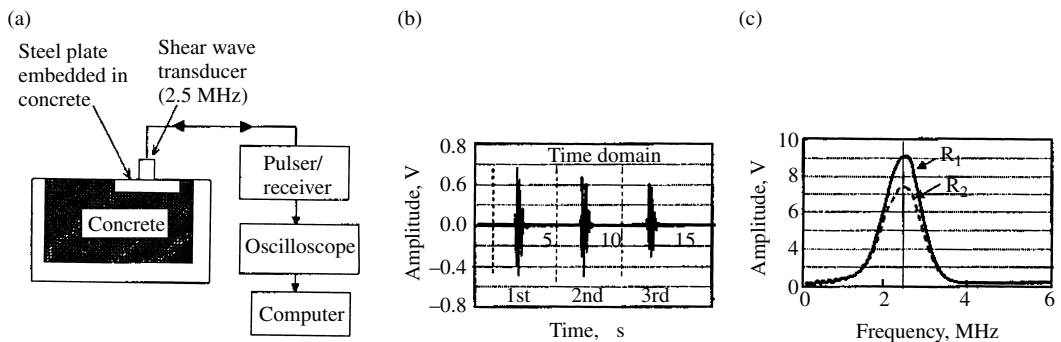 (a)
Steel plate
embedded in
concrete
Shear wave
transducer
(2.5 MHz)
Pulser/
receiver
Concrete
Oscilloscope
Computer
(b)
Time domain
Amplitude, V
0.8
0.6
0.0
–0.4
–0.8
5 10 15
1st 2nd 3rd
Time, s
(c)
Amplitude, V
10
8
6
4
2
0
R1
R2
0 2 4 6
Frequency, MHz